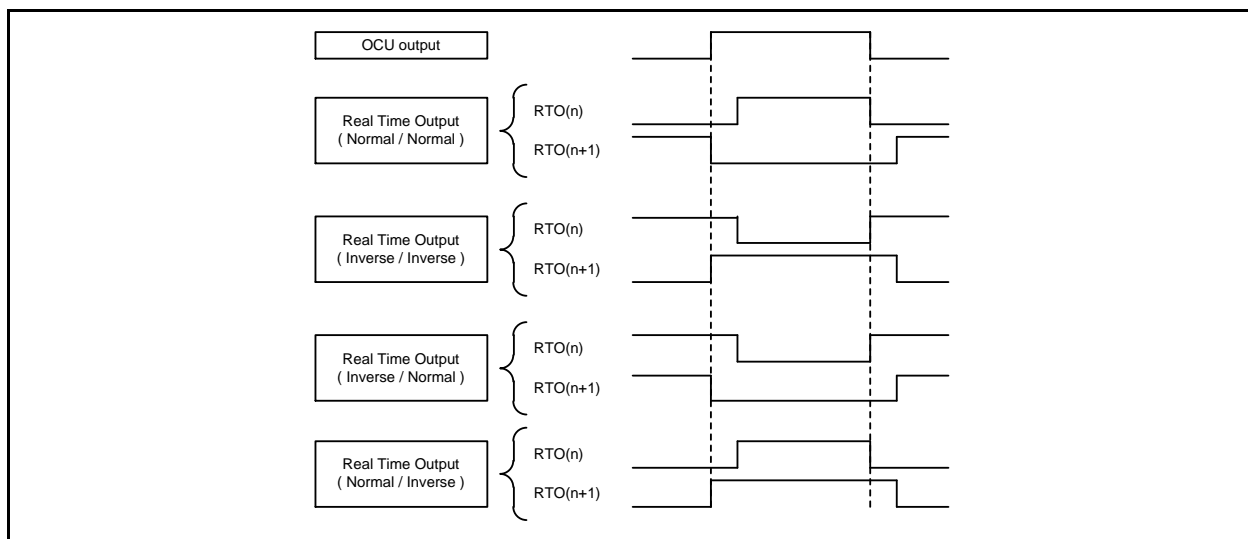 OCU output
Real Time Output
( Normal / Normal )
RTO(n)
RTO(n+1)
Real Time Output
( Inverse / Inverse )
RTO(n)
RTO(n+1)
Real Time Output
( Inverse / Normal )
RTO(n)
RTO(n+1)
Real Time Output
( Normal / Inverse )
RTO(n)
RTO(n+1)